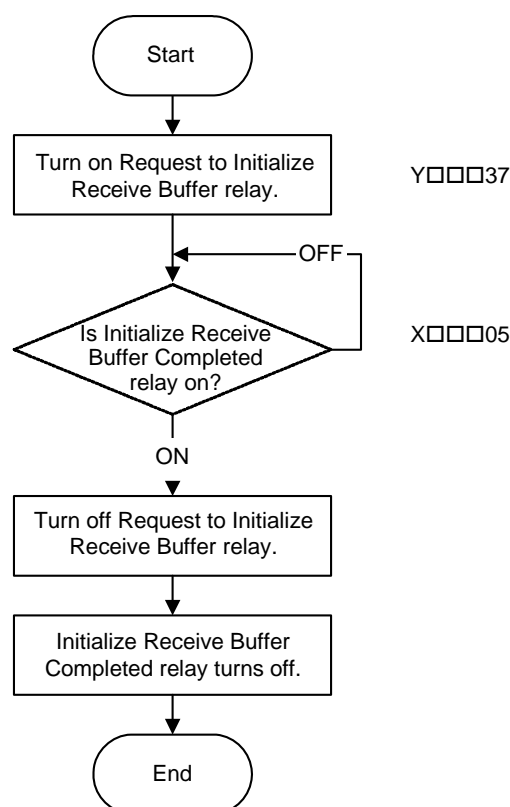 Start
Turn on Request to Initialize
Receive Buffer relay.
Y□□□37
OFF
Is Initialize Receive
Buffer Completed
relay on?
X□□□05
ON
Turn off Request to Initialize
Receive Buffer relay.
Initialize Receive Buffer
Completed relay turns off.
End